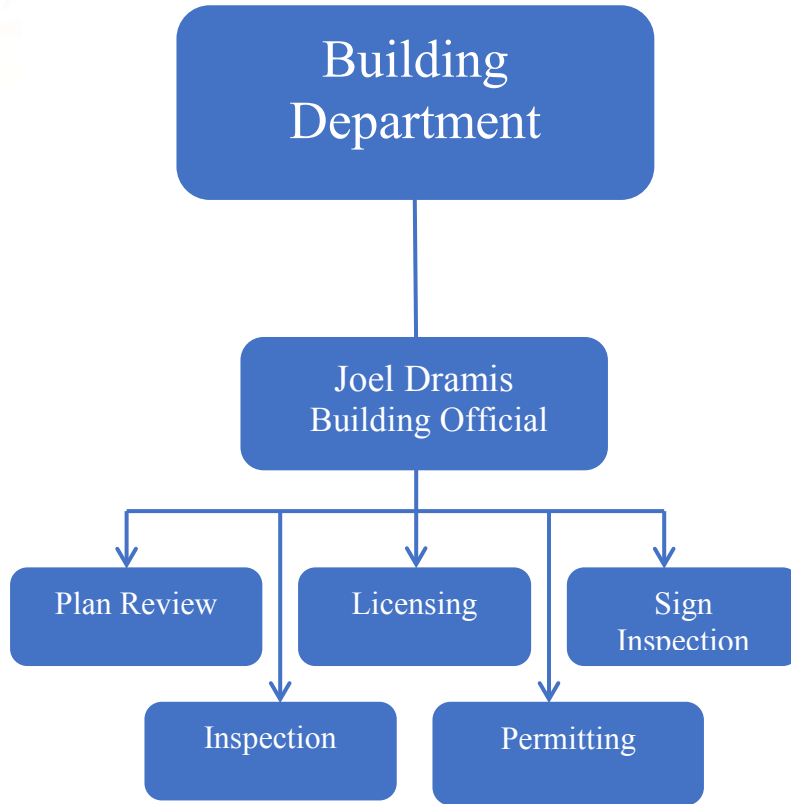 Building
Department
Joel Dramis
Building Official
Plan Review
Licensing
Sign
Inspection
Inspection
Permitting